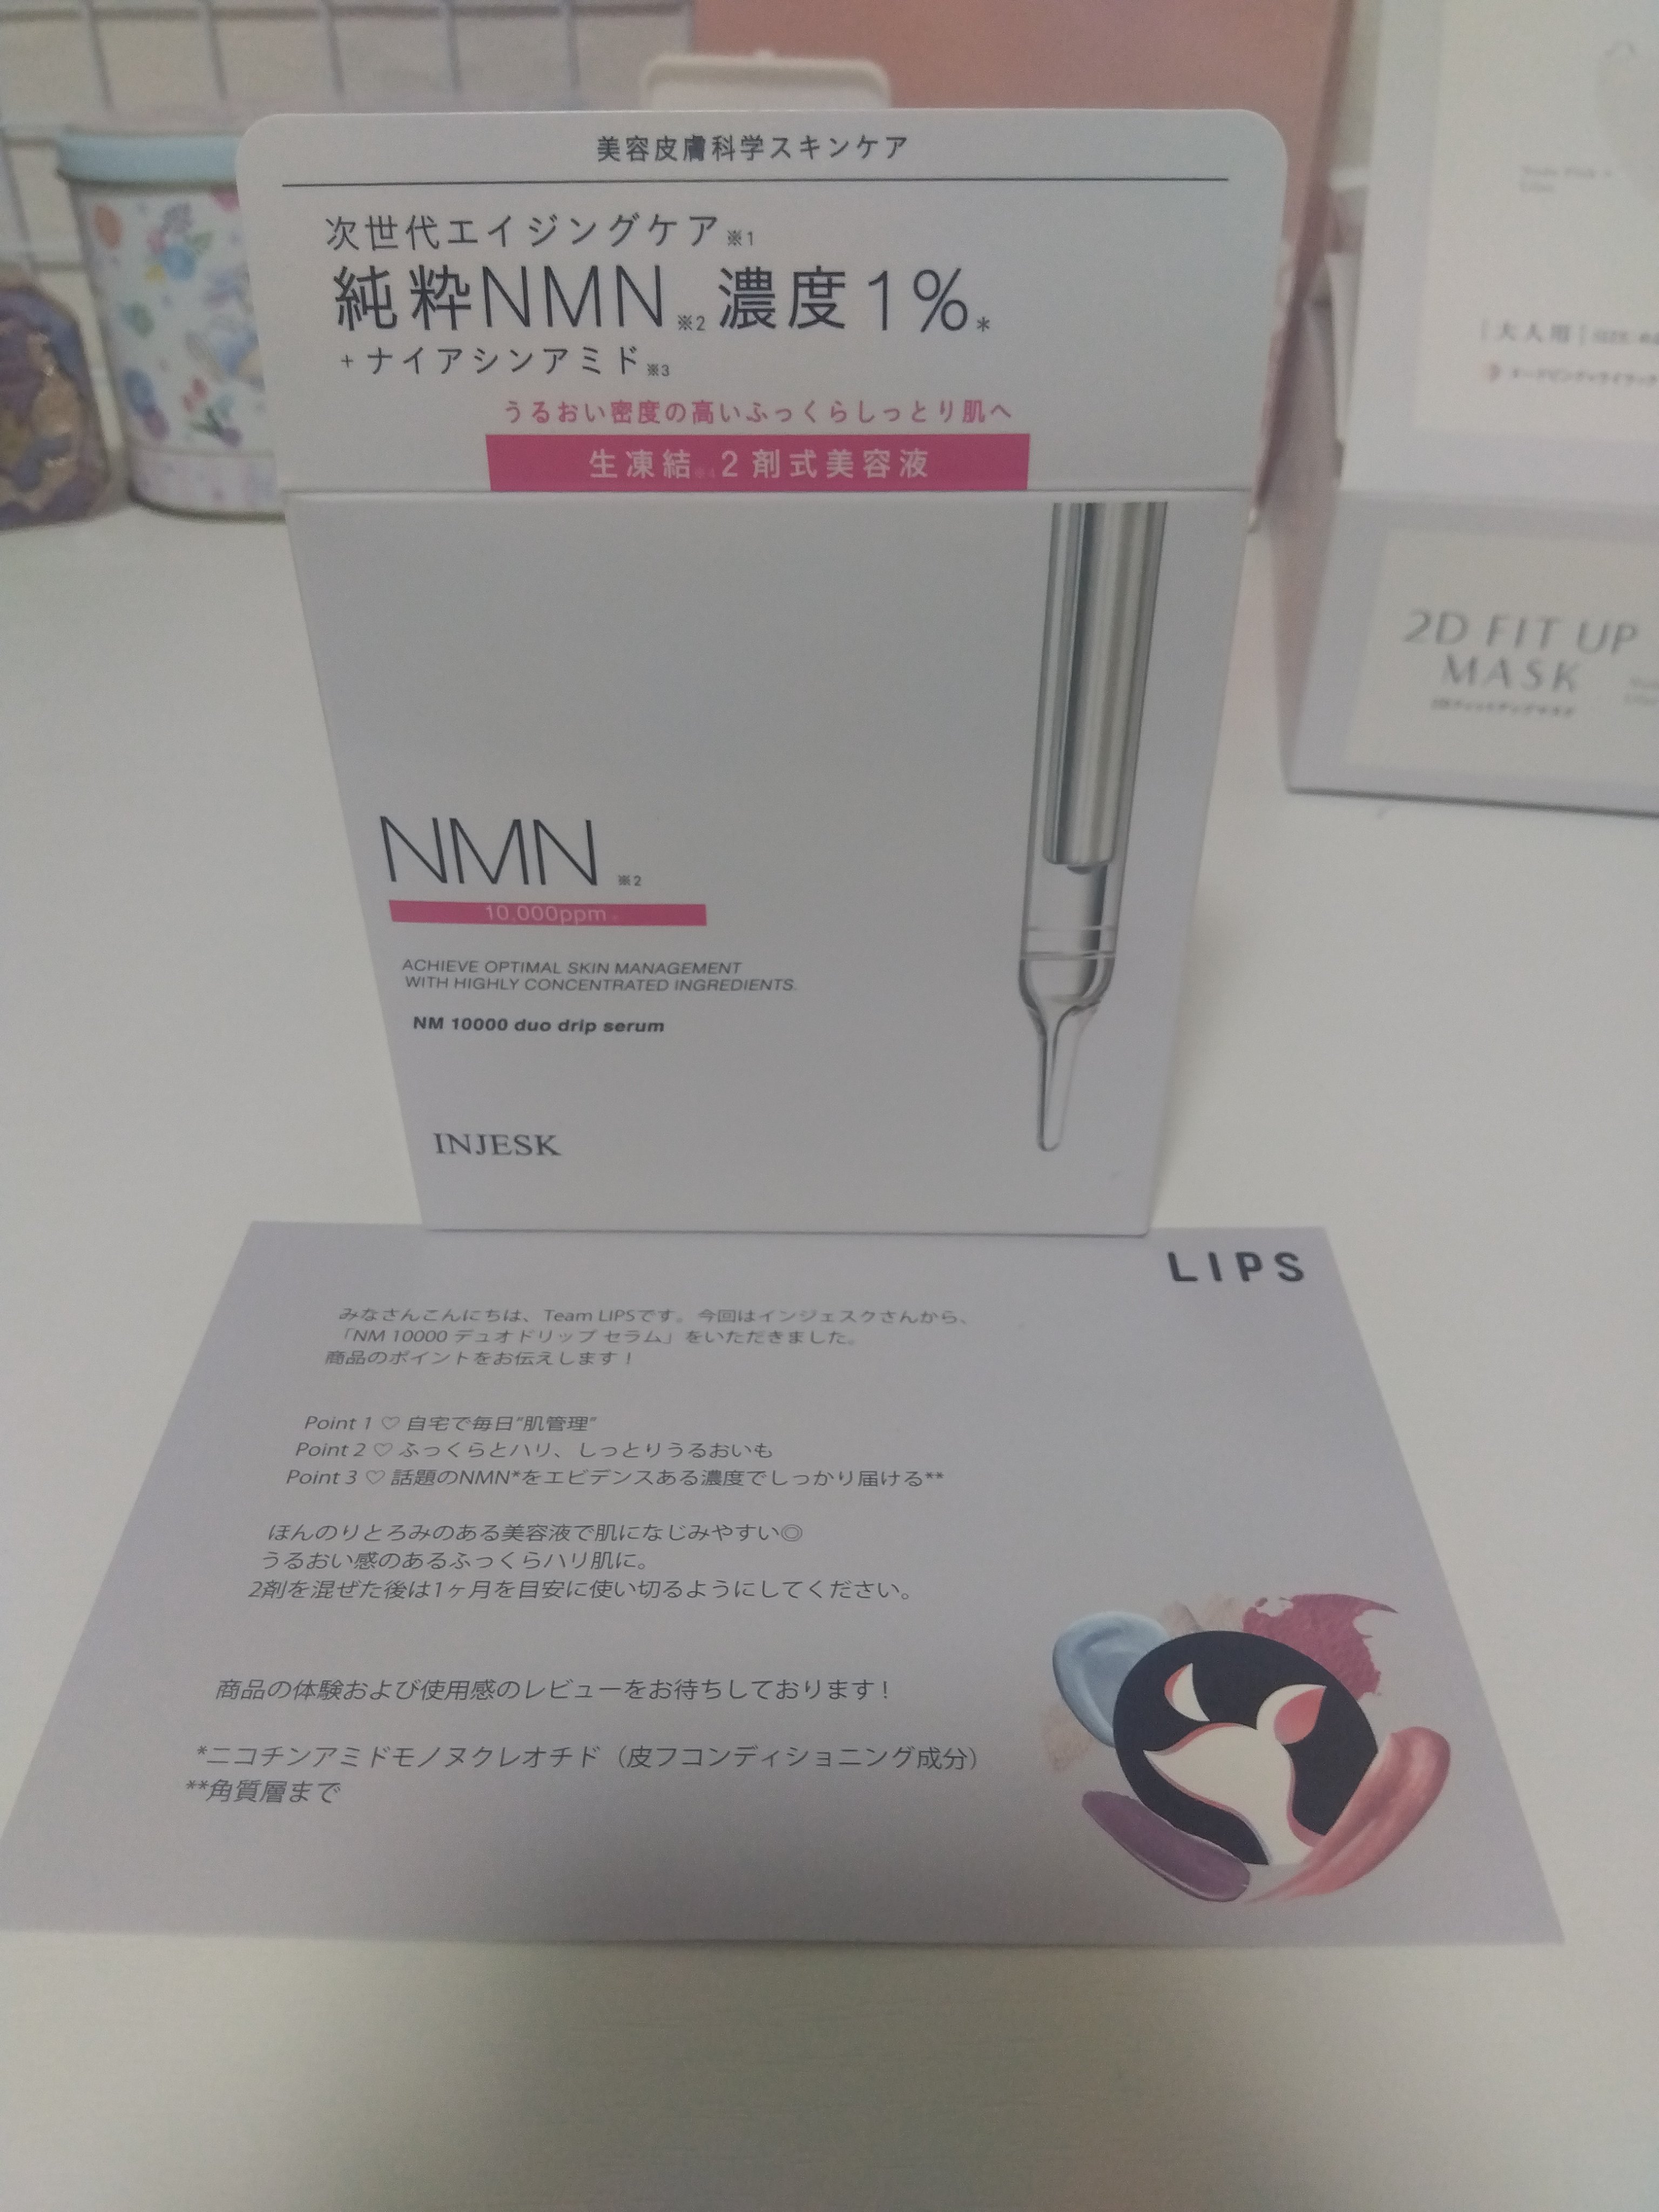 美容皮膚科学スキンケア
次世代エイジングケア※1
純粋NMN※2濃度1%*
+ナイアシンアミド※3
うるおい密度の高いふっくらしっとり肌へ
生凍結※4 2剤式美容液
NMN※2
10,000ppm*
ACHIEVE OPTIMAL SKIN MANAGEMENT
WITH HIGHLY CONCENTRATED INGREDIENTS.
NM 10000 duo drip serum
INJESK
[大人用]
2D FIT UP
MASK
LIPS
みなさんこんにちは、Team LIPSです。今回はインジェスクさんから、
「NM 10000 デュオドリップ セラム」をいただきました。
商品のポイントをお伝えします!
Point 1 ♡ 自宅で毎日"肌管理"
Point 2 ♡ ふっくらとハリ、しっとりうるおいも
Point 3 ♡ 話題のNMN*をエビデンスある濃度でしっかり届ける**
ほんのりとろみのある美容液で肌になじみやすい◎
うるおい感のあるふっくらハリ肌に。
2剤を混ぜた後は1ヶ月を目安に使い切るようにしてください。
商品の体験および使用感のレビューをお待ちしております!
*ニコチンアミドモノヌクレオチド（皮フコンディショニング成分）
**角質層まで